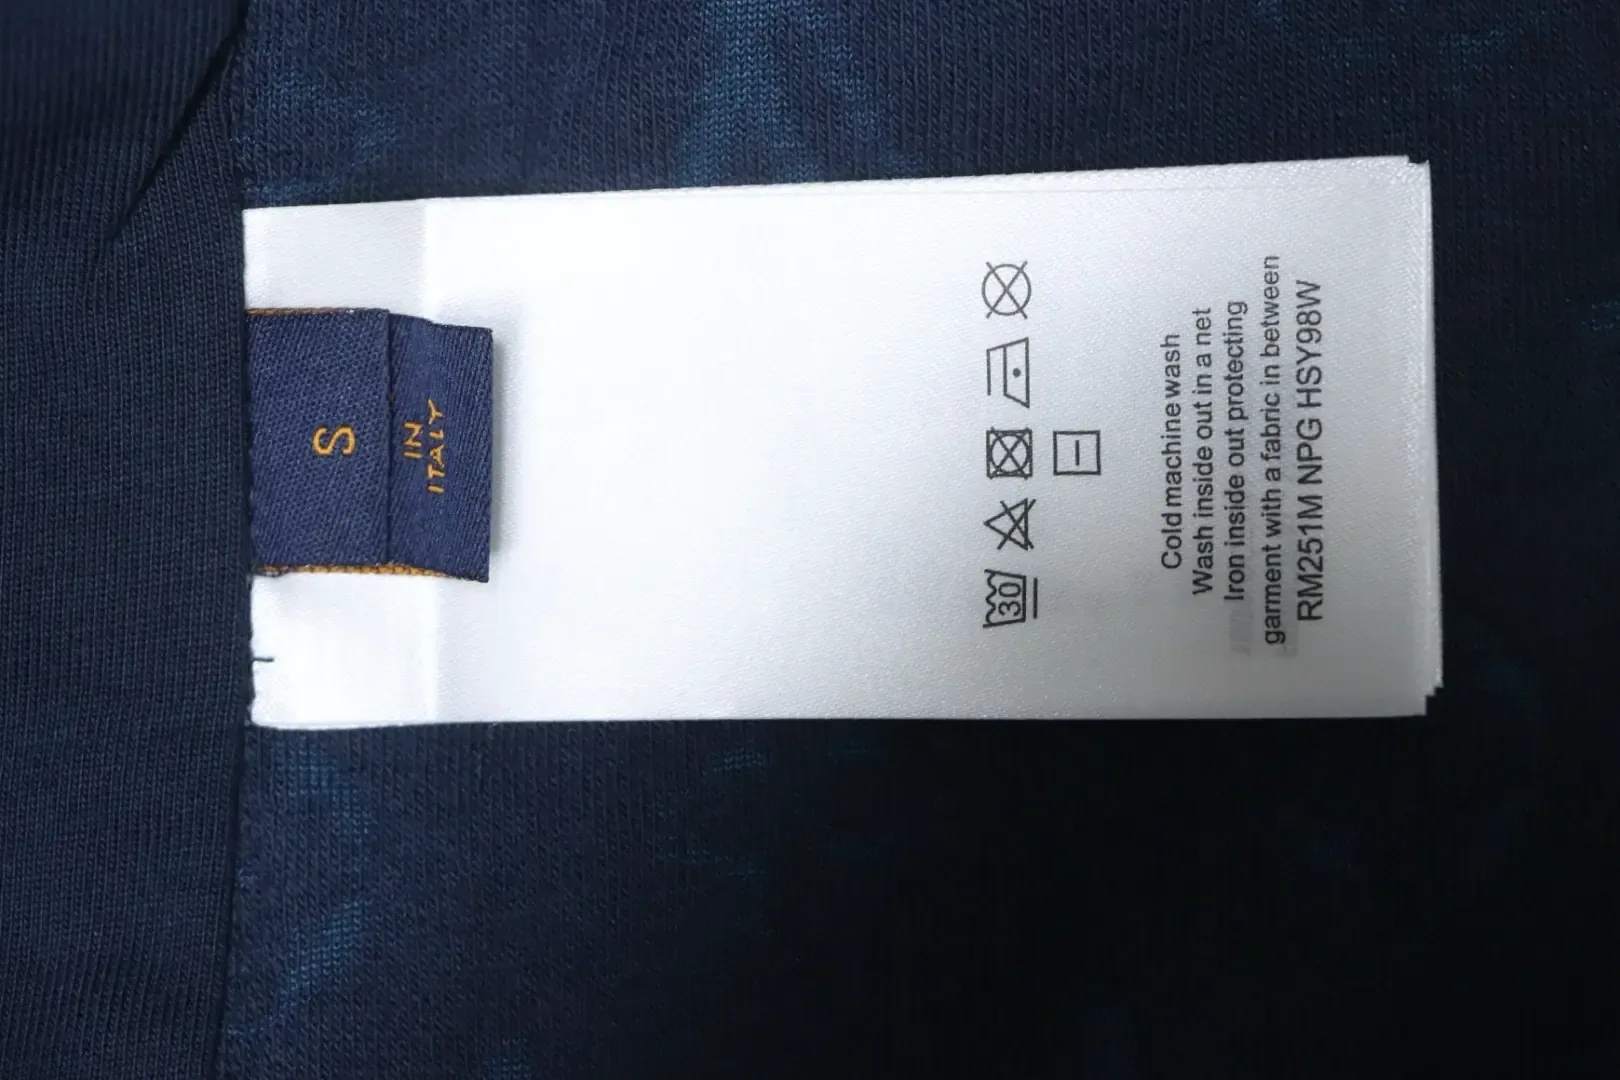 S
IN
ITALY
30
Cold machine wash
Wash inside out in a net
Iron inside out protecting
garment with a fabric in between
RM251M NPG HSY98W